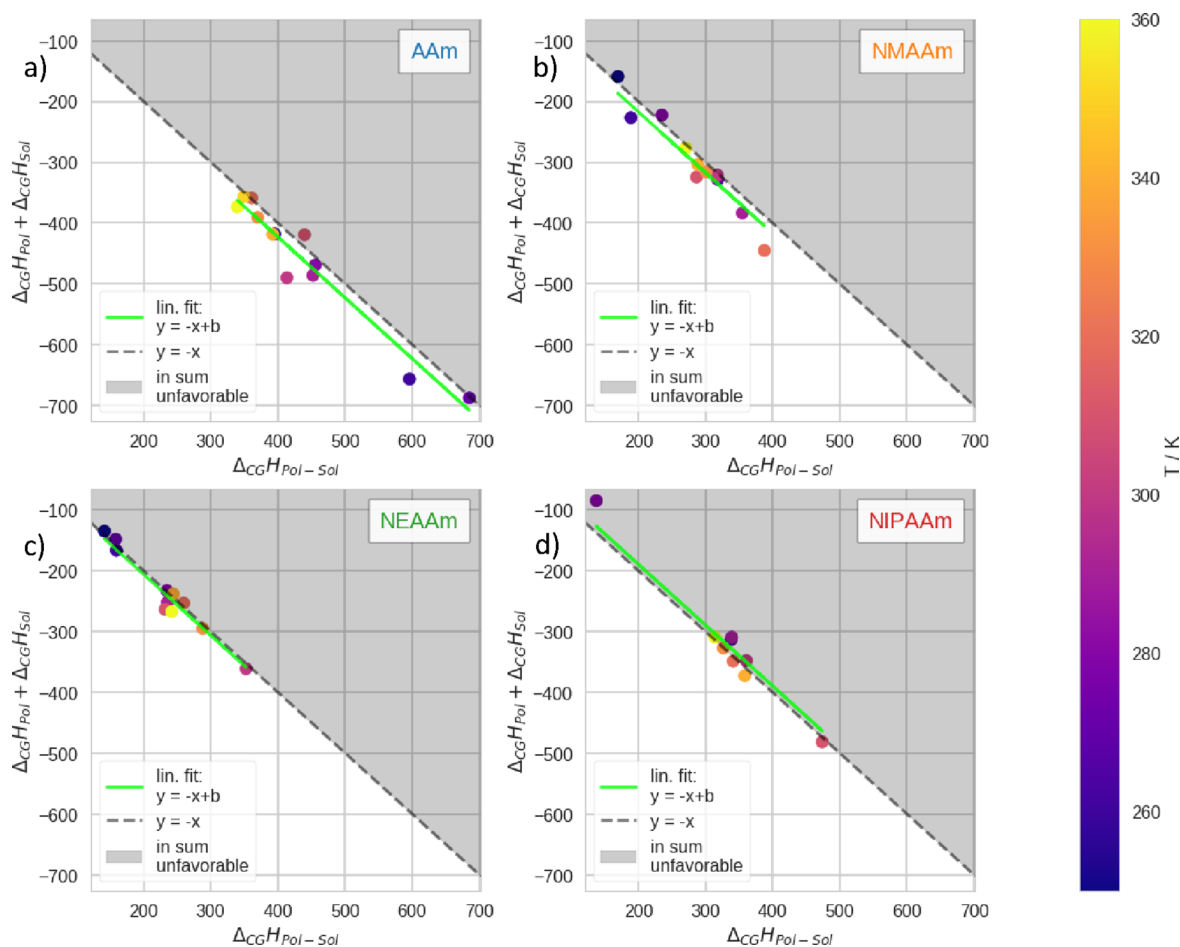 a)
AAm
−100
−200
−300
−400
−500
−600
−700
Δ_CG H_Pol + Δ_CG H_Sol
lin. fit:
y = -x+b
y = -x
in sum
unfavorable
200 300 400 500 600 700
Δ_CG H_Pol−Sol
b)
NMAAm
−100
−200
−300
−400
−500
−600
−700
Δ_CG H_Pol + Δ_CG H_Sol
lin. fit:
y = -x+b
y = -x
in sum
unfavorable
200 300 400 500 600 700
Δ_CG H_Pol−Sol
c)
NEAAm
−100
−200
−300
−400
−500
−600
−700
Δ_CG H_Pol + Δ_CG H_Sol
lin. fit:
y = -x+b
y = -x
in sum
unfavorable
200 300 400 500 600 700
Δ_CG H_Pol−Sol
d)
NIPAAm
−100
−200
−300
−400
−500
−600
−700
Δ_CG H_Pol + Δ_CG H_Sol
lin. fit:
y = -x+b
y = -x
in sum
unfavorable
200 300 400 500 600 700
Δ_CG H_Pol−Sol
360
340
320
300
280
260
T / K